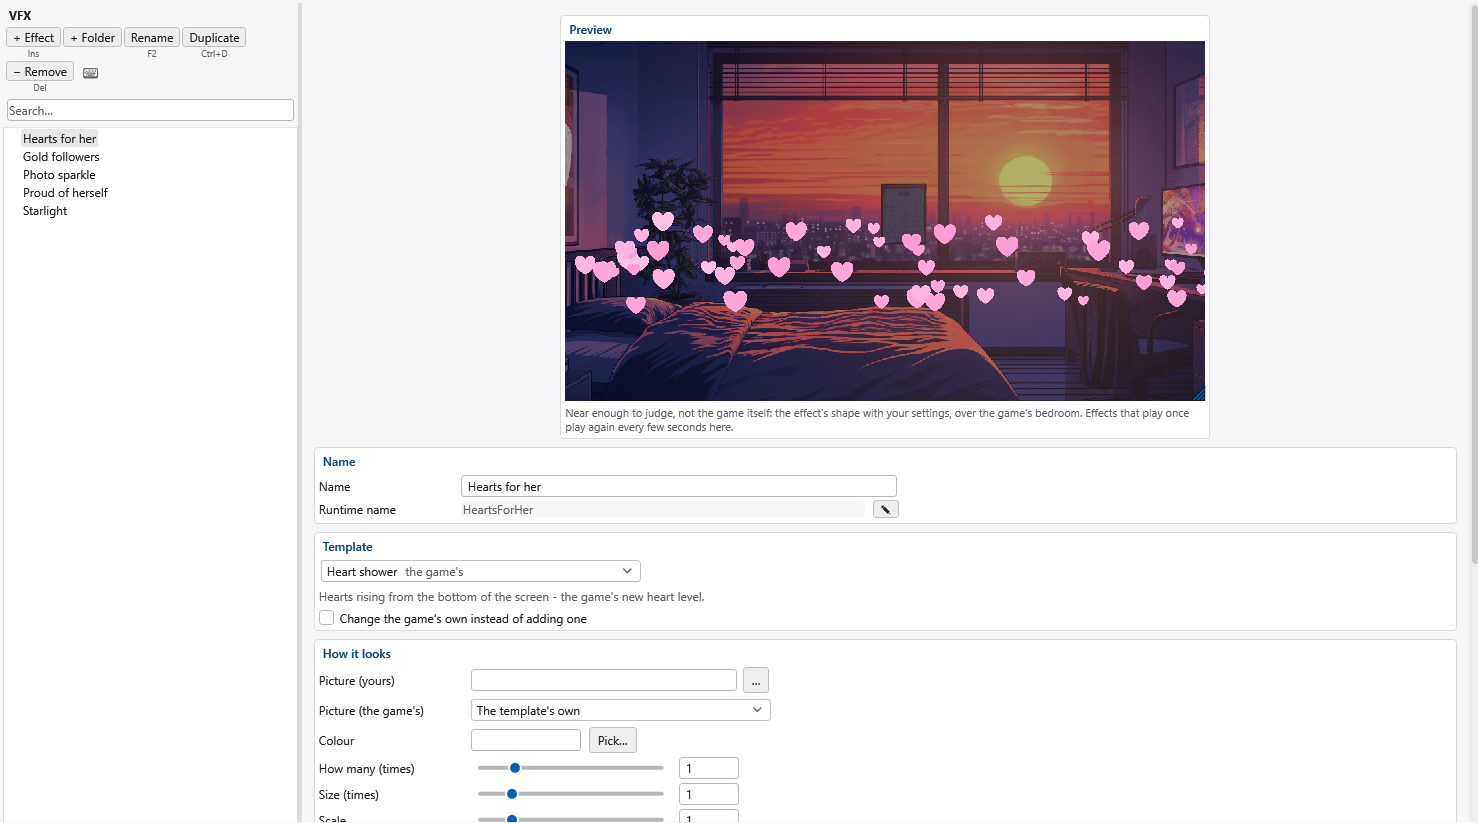 VFX
+ Effect
+ Folder
Rename
Duplicate
Ins
F2
Ctrl+D
− Remove
Del
Search...
Hearts for her
Gold followers
Photo sparkle
Proud of herself
Starlight
Preview
Near enough to judge, not the game itself: the effect's shape with your settings, over the game's bedroom. Effects that play once
play again every few seconds here.
Name
Name
Hearts for her
Runtime name
HeartsForHer
Template
Heart shower the game's
Hearts rising from the bottom of the screen - the game's new heart level.
Change the game's own instead of adding one
How it looks
Picture (yours)
...
Picture (the game's)
The template's own
Colour
Pick...
How many (times)
1
Size (times)
1
Scale
1